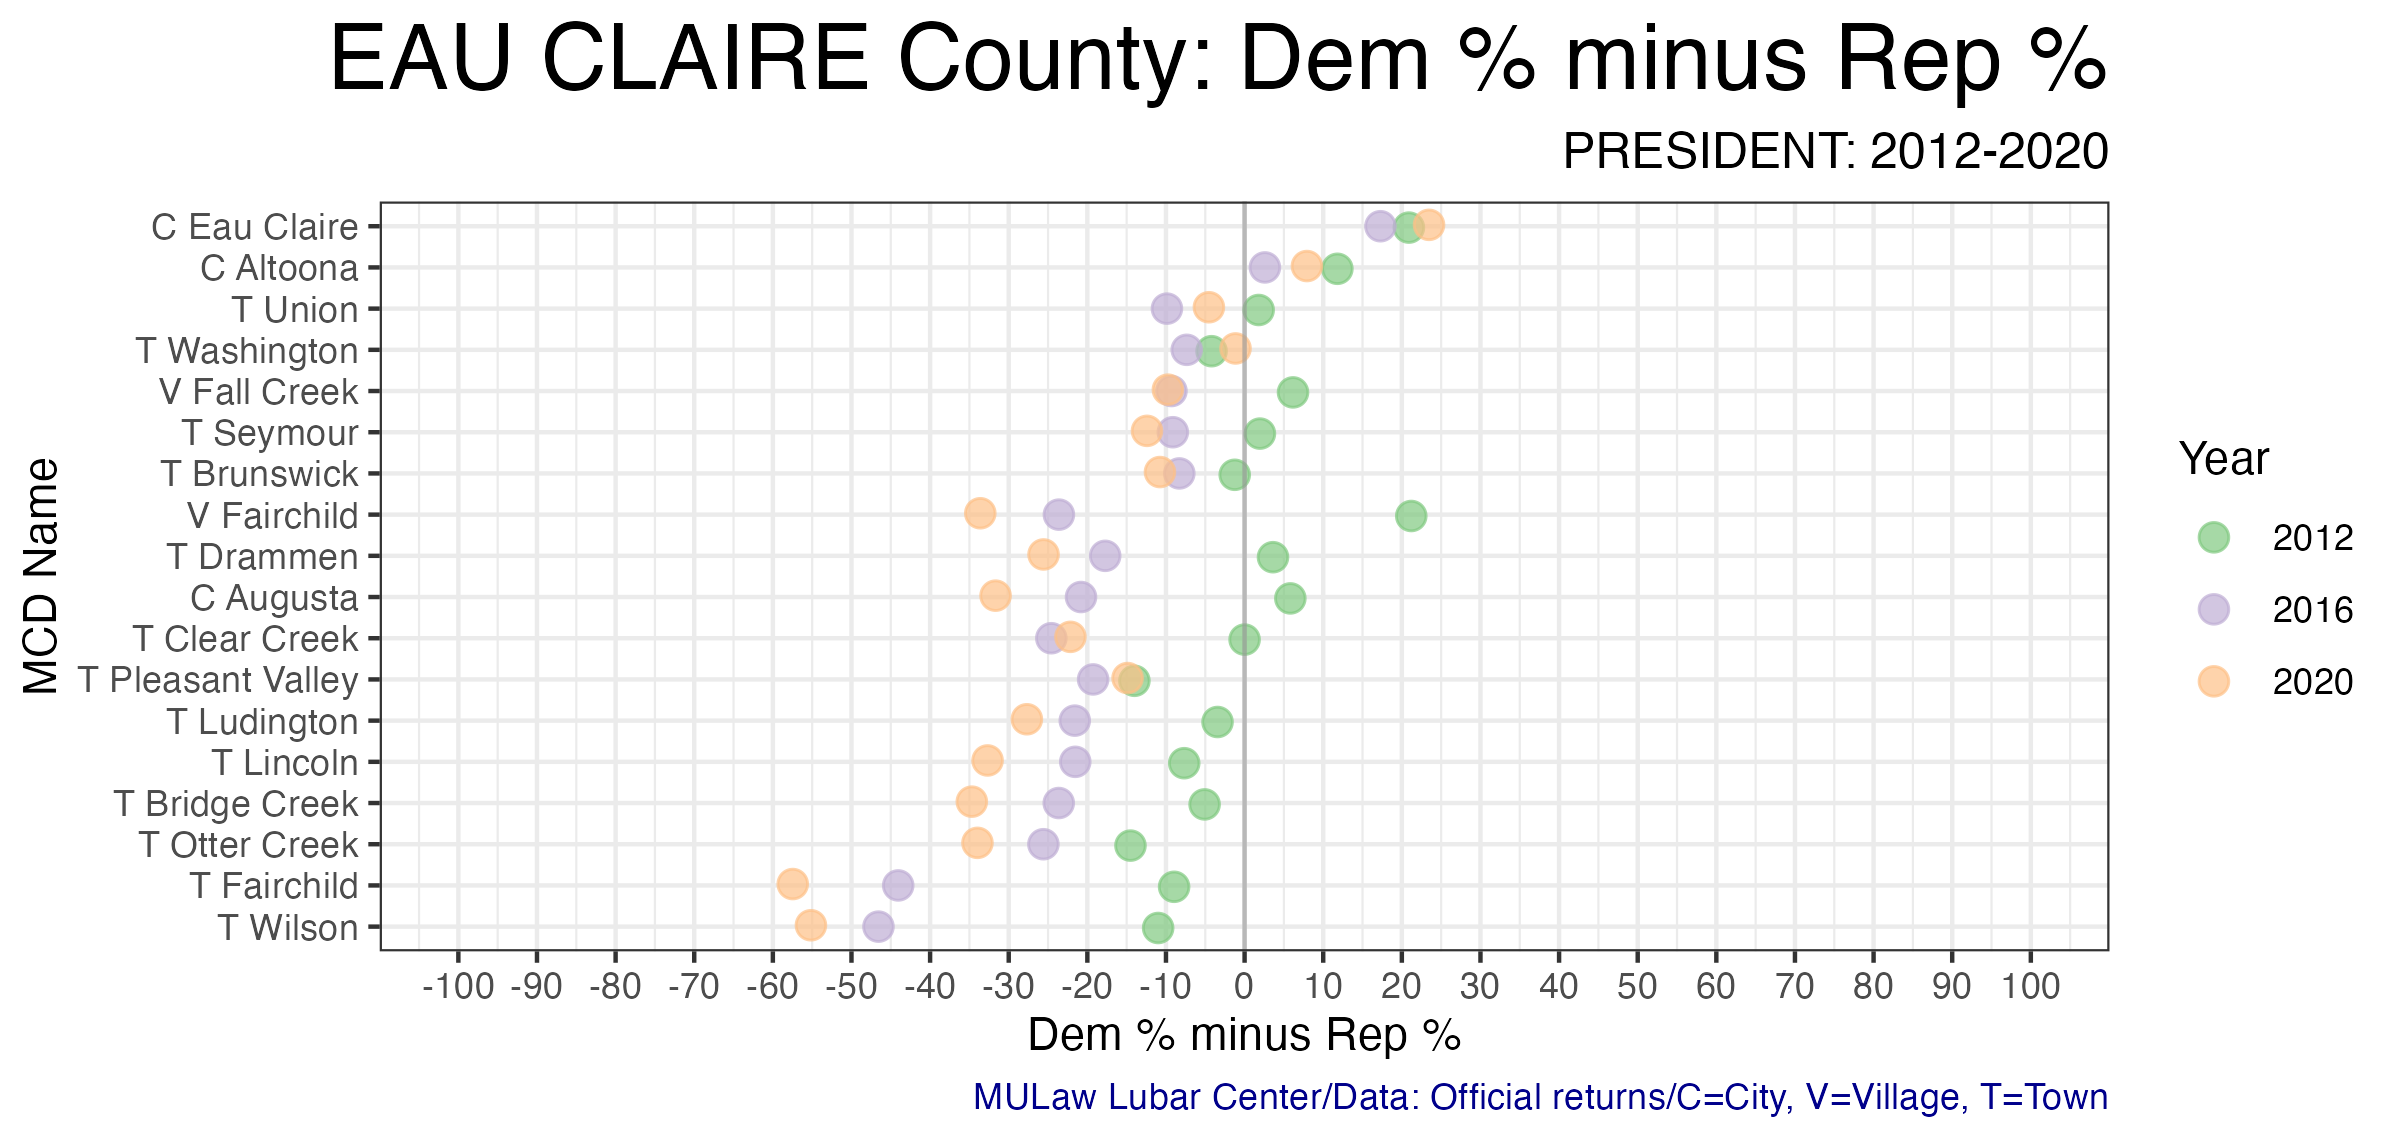 EAU CLAIRE County: Dem % minus Rep %
PRESIDENT: 2012-2020
MCD Name
C Eau Claire
C Altoona
T Union
T Washington
V Fall Creek
T Seymour
T Brunswick
V Fairchild
T Drammen
C Augusta
T Clear Creek
T Pleasant Valley
T Ludington
T Lincoln
T Bridge Creek
T Otter Creek
T Fairchild
T Wilson
-100 -90 -80 -70 -60 -50 -40 -30 -20 -10 0 10 20 30 40 50 60 70 80 90 100
Dem % minus Rep %
Year
2012
2016
2020
MULaw Lubar Center/Data: Official returns/C=City, V=Village, T=Town